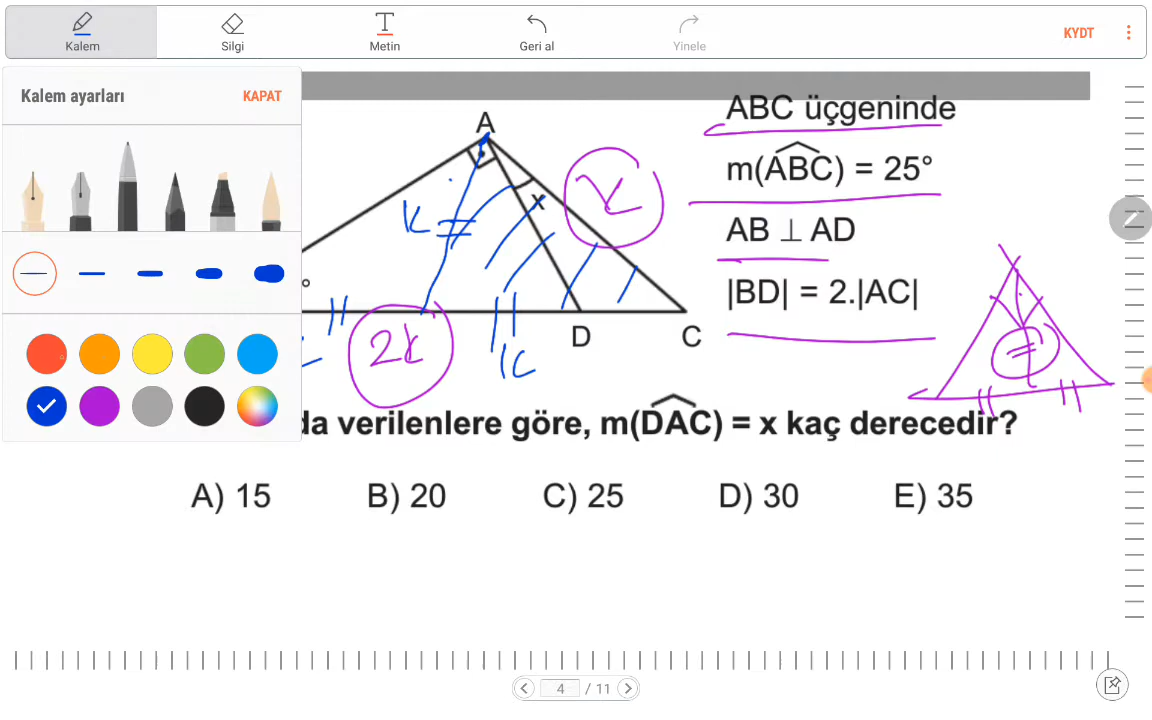 Kalem
Silgi
Metin
Geri al
Yinele
KYDT
Kalem ayarları
KAPAT
A
x
K
K
2K
K
°
D
C
ABC üçgeninde
m(ABC) = 25°
AB ⊥ AD
|BD| = 2.|AC|
da verilenlere göre, m(DAC) = x kaç derecedir?
A) 15
B) 20
C) 25
D) 30
E) 35
4 / 11